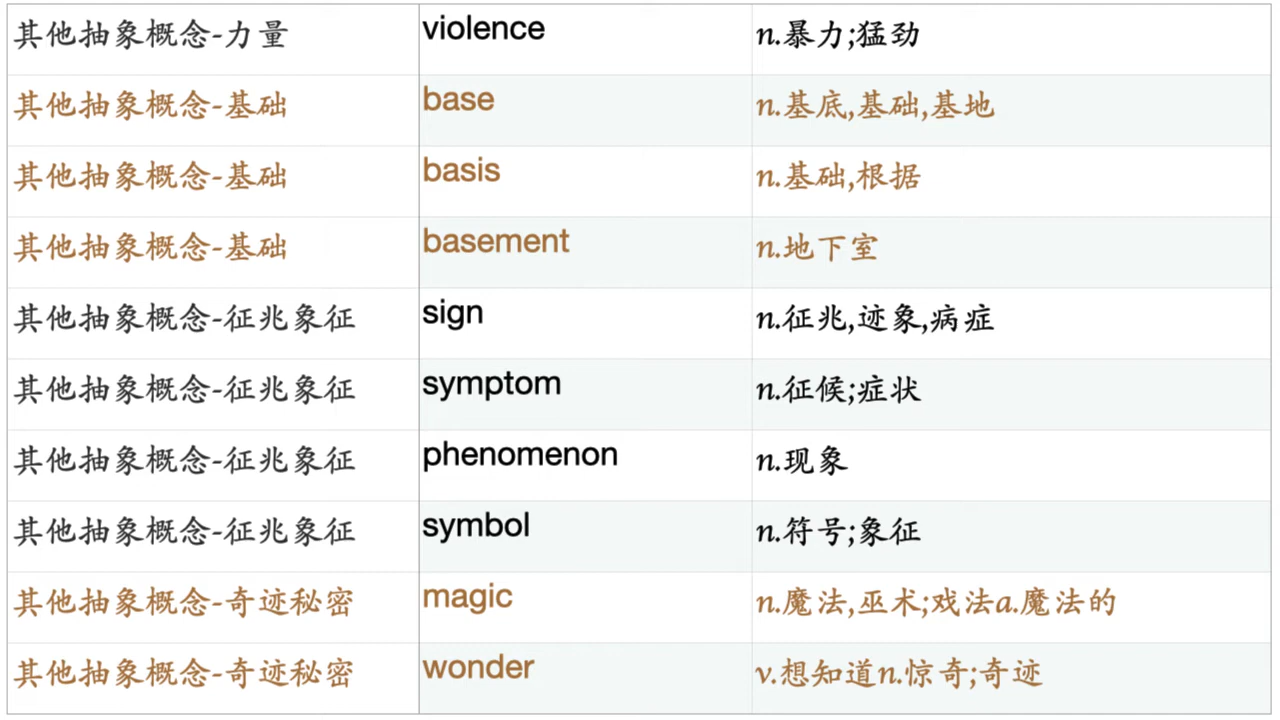 其他抽象概念-力量 violence n.暴力;猛劲
其他抽象概念-基础 base n.基底,基础,基地
其他抽象概念-基础 basis n.基础,根据
其他抽象概念-基础 basement n.地下室
其他抽象概念-征兆象征 sign n.征兆,迹象,病症
其他抽象概念-征兆象征 symptom n.征候;症状
其他抽象概念-征兆象征 phenomenon n.现象
其他抽象概念-征兆象征 symbol n.符号;象征
其他抽象概念-奇迹秘密 magic n.魔法,巫术;戏法a.魔法的
其他抽象概念-奇迹秘密 wonder v.想知道n.惊奇;奇迹